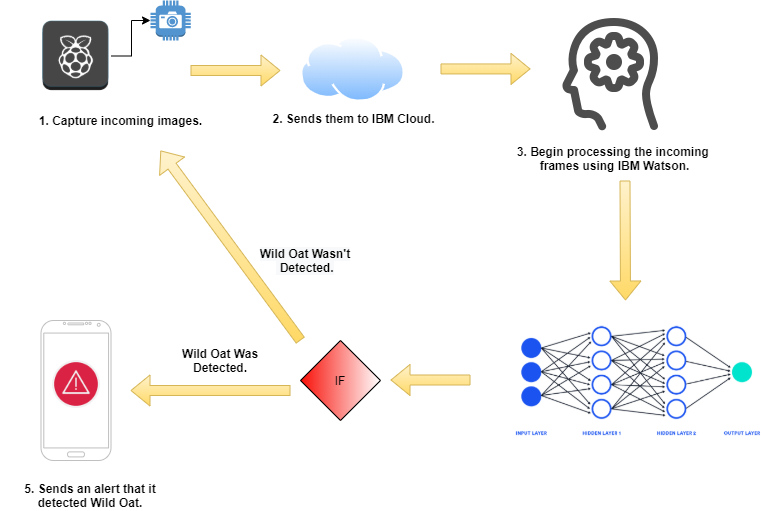 1. Capture incoming images.
2. Sends them to IBM Cloud.
3. Begin processing the incoming
frames using IBM Watson.
Wild Oat Wasn't
Detected.
Wild Oat Was
Detected.
IF
INPUT LAYER
HIDDEN LAYER 1
HIDDEN LAYER 2
OUTPUT LAYER
5. Sends an alert that it
detected Wild Oat.